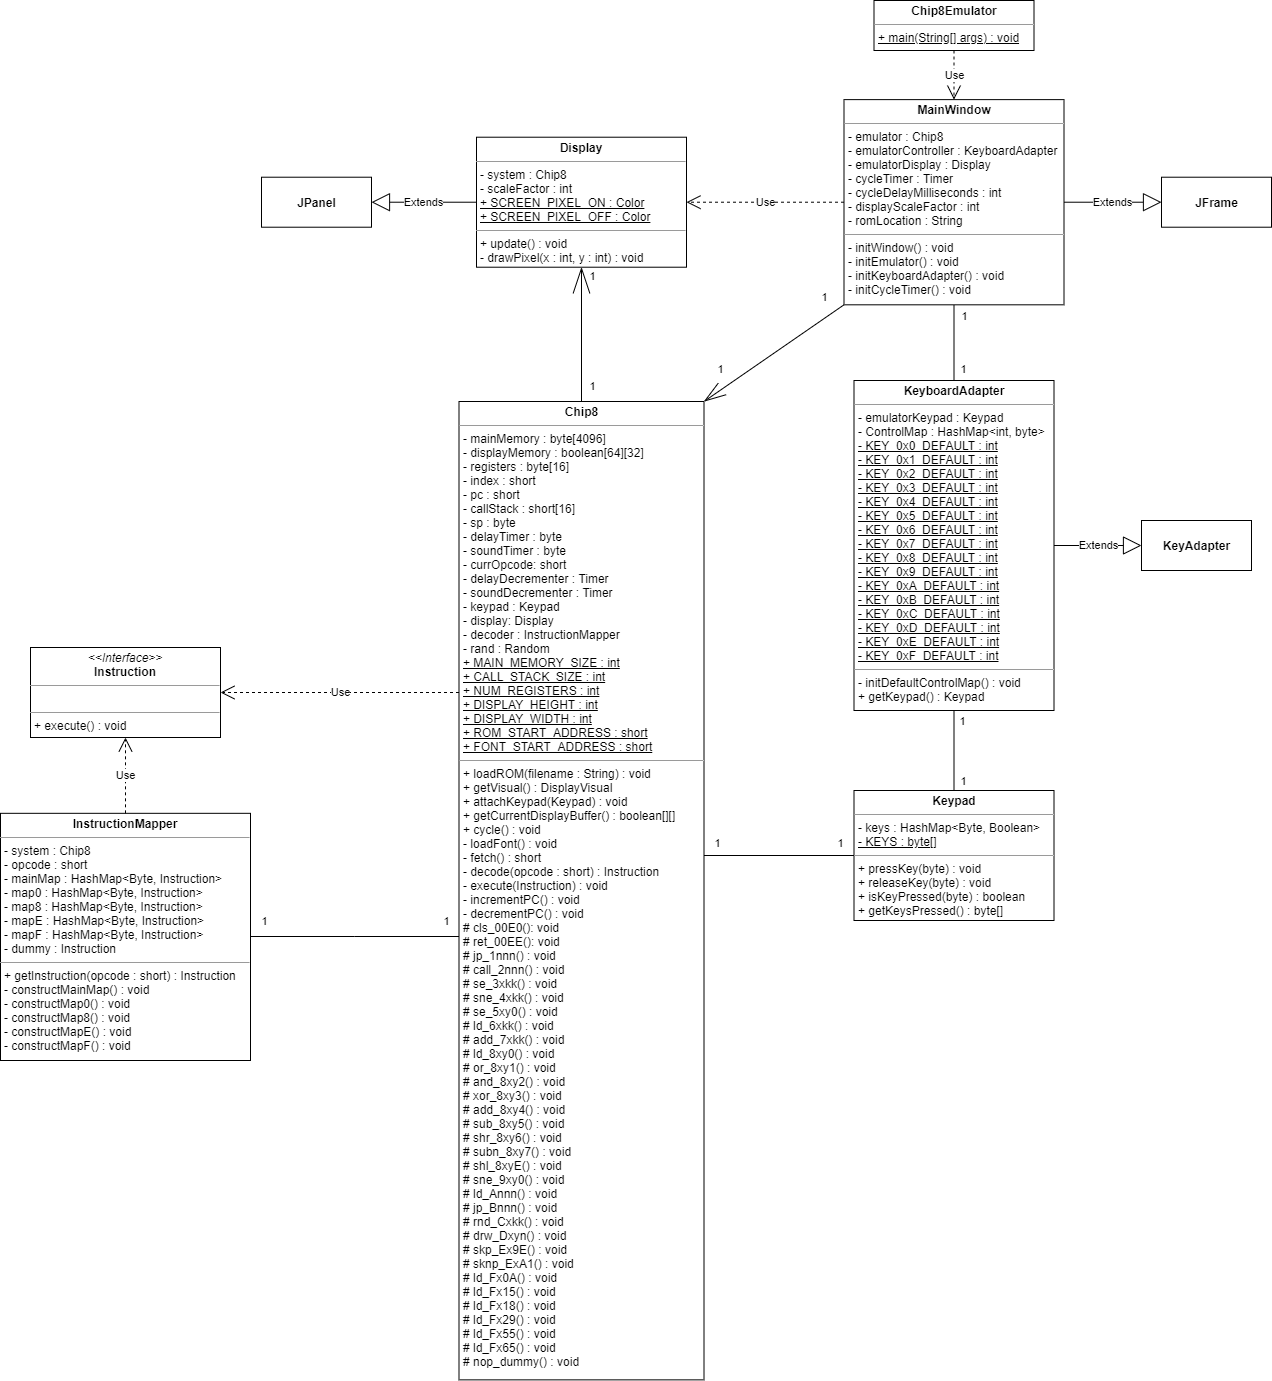 Chip8Emulator
+ main(String[] args) : void
Use
MainWindow
- emulator : Chip8
- emulatorController : KeyboardAdapter
- emulatorDisplay : Display
- cycleTimer : Timer
- cycleDelayMilliseconds : int
- displayScaleFactor : int
- romLocation : String
- initWindow() : void
- initEmulator() : void
- initKeyboardAdapter() : void
- initCycleTimer() : void
Extends
JFrame
Use
Display
- system : Chip8
- scaleFactor : int
+ SCREEN_PIXEL_ON : Color
+ SCREEN_PIXEL_OFF : Color
+ update() : void
- drawPixel(x : int, y : int) : void
Extends
JPanel
1
1
1
1
1
1
KeyboardAdapter
- emulatorKeypad : Keypad
- ControlMap : HashMap<int, byte>
- KEY_0x0_DEFAULT : int
- KEY_0x1_DEFAULT : int
- KEY_0x2_DEFAULT : int
- KEY_0x3_DEFAULT : int
- KEY_0x4_DEFAULT : int
- KEY_0x5_DEFAULT : int
- KEY_0x6_DEFAULT : int
- KEY_0x7_DEFAULT : int
- KEY_0x8_DEFAULT : int
- KEY_0x9_DEFAULT : int
- KEY_0xA_DEFAULT : int
- KEY_0xB_DEFAULT : int
- KEY_0xC_DEFAULT : int
- KEY_0xD_DEFAULT : int
- KEY_0xE_DEFAULT : int
- KEY_0xF_DEFAULT : int
- initDefaultControlMap() : void
+ getKeypad() : Keypad
Extends
KeyAdapter
1
1
Keypad
- keys : HashMap<Byte, Boolean>
- KEYS : byte[]
+ pressKey(byte) : void
+ releaseKey(byte) : void
+ isKeyPressed(byte) : boolean
+ getKeysPressed() : byte[]
1
1
Chip8
- mainMemory : byte[4096]
- displayMemory : boolean[64][32]
- registers : byte[16]
- index : short
- pc : short
- callStack : short[16]
- sp : byte
- delayTimer : byte
- soundTimer : byte
- currOpcode: short
- delayDecrementer : Timer
- soundDecrementer : Timer
- keypad : Keypad
- display: Display
- decoder : InstructionMapper
- rand : Random
+ MAIN_MEMORY_SIZE : int
+ CALL_STACK_SIZE : int
+ NUM_REGISTERS : int
+ DISPLAY_HEIGHT : int
+ DISPLAY_WIDTH : int
+ ROM_START_ADDRESS : short
+ FONT_START_ADDRESS : short
+ loadROM(filename : String) : void
+ getVisual() : DisplayVisual
+ attachKeypad(Keypad) : void
+ getCurrentDisplayBuffer() : boolean[][]
+ cycle() : void
- loadFont() : void
- fetch() : short
- decode(opcode : short) : Instruction
- execute(Instruction) : void
- incrementPC() : void
- decrementPC() : void
# cls_00E0(): void
# ret_00EE(): void
# jp_1nnn() : void
# call_2nnn() : void
# se_3xkk() : void
# sne_4xkk() : void
# se_5xy0() : void
# ld_6xkk() : void
# add_7xkk() : void
# ld_8xy0() : void
# or_8xy1() : void
# and_8xy2() : void
# xor_8xy3() : void
# add_8xy4() : void
# sub_8xy5() : void
# shr_8xy6() : void
# subn_8xy7() : void
# shl_8xyE() : void
# sne_9xy0() : void
# ld_Annn() : void
# jp_Bnnn() : void
# rnd_Cxkk() : void
# drw_Dxyn() : void
# skp_Ex9E() : void
# sknp_ExA1() : void
# ld_Fx0A() : void
# ld_Fx15() : void
# ld_Fx18() : void
# ld_Fx29() : void
# ld_Fx55() : void
# ld_Fx65() : void
# nop_dummy() : void
Use
<<Interface>>
Instruction
+ execute() : void
Use
InstructionMapper
- system : Chip8
- opcode : short
- mainMap : HashMap<Byte, Instruction>
- map0 : HashMap<Byte, Instruction>
- map8 : HashMap<Byte, Instruction>
- mapE : HashMap<Byte, Instruction>
- mapF : HashMap<Byte, Instruction>
- dummy : Instruction
+ getInstruction(opcode : short) : Instruction
- constructMainMap() : void
- constructMap0() : void
- constructMap8() : void
- constructMapE() : void
- constructMapF() : void
1
1